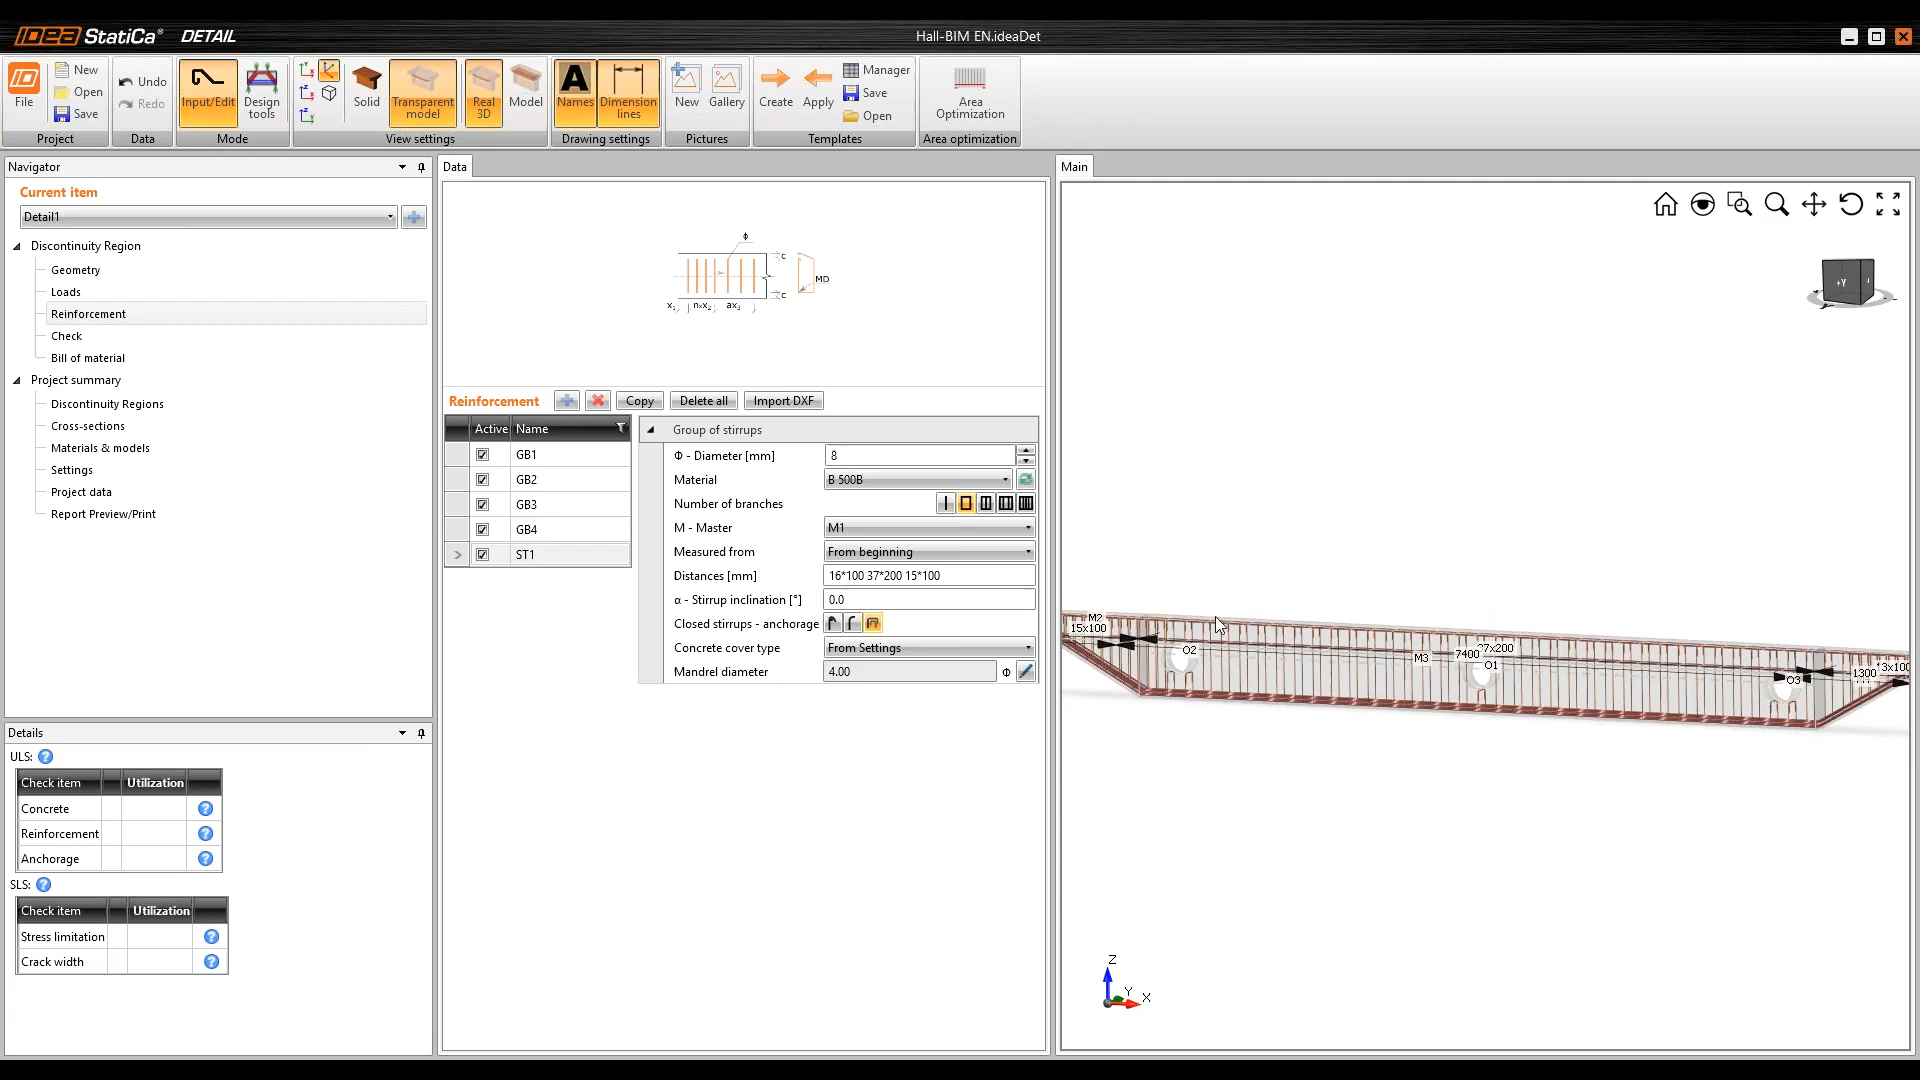 IDEA StatiCa® DETAIL
Hall-BIM EN.ideaDet
File
New
Open
Save
Project
Undo
Redo
Data
Input/Edit
Design tools
Mode
Solid
Transparent model
Real 3D
Model
View settings
Names
Dimension lines
Drawing settings
New
Gallery
Pictures
Create
Apply
Manager
Save
Open
Templates
Area Optimization
Area optimization
Navigator
Current item
Detail1
Discontinuity Region
Geometry
Loads
Reinforcement
Check
Bill of material
Project summary
Discontinuity Regions
Cross-sections
Materials & models
Settings
Project data
Report Preview/Print
Details
ULS:
Check item Utilization
Concrete
Reinforcement
Anchorage
SLS:
Check item Utilization
Stress limitation
Crack width
Data
ϕ
c
MD
c
x1 n×x2 a×3
Reinforcement Copy Delete all Import DXF
Active Name
GB1
GB2
GB3
GB4
ST1
Group of stirrups
Φ - Diameter [mm] 8
Material B 500B
Number of branches
M - Master M1
Measured from From beginning
Distances [mm] 16*100 37*200 15*100
α - Stirrup inclination [°] 0.0
Closed stirrups - anchorage
Concrete cover type From Settings
Mandrel diameter 4.00 Φ
Main
+Y
M2
15x100
O2
M3
7400
37x200
O1
O3
1300
13x100
Z
Y
X